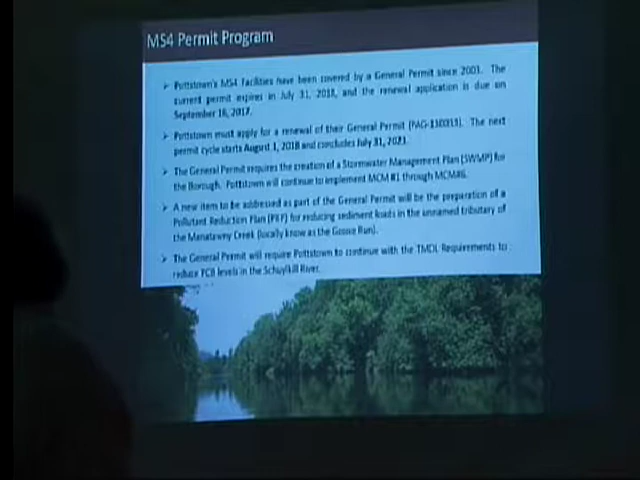 MS4 Permit Program
➢ Pottstown's MS4 Facilities have been covered by a General Permit since 2003. The
current permit expires in July 31, 2018, and the renewal application is due on
September 16, 2017.
➢ Pottstown must apply for a renewal of their General Permit The next
permit cycle starts August 1, 2018 and concludes July 31, 2023.
➢ The General Permit requires the creation of a Stormwater Management Plan (SWMP) for
the Borough. Pottstown will continue to implement MCM #1 through MCM#6.
➢ A new item to be addressed as part of the General Permit will be the preparation of a
Pollutant Reduction Plan (PRP) for reducing sediment loads in the unnamed tributary of
the Manatawny Creek (locally know as the Goose Run).
➢ The General Permit will require Pottstown to continue with the TMDL Requirements to
reduce PCB levels in the Schuylkill River.